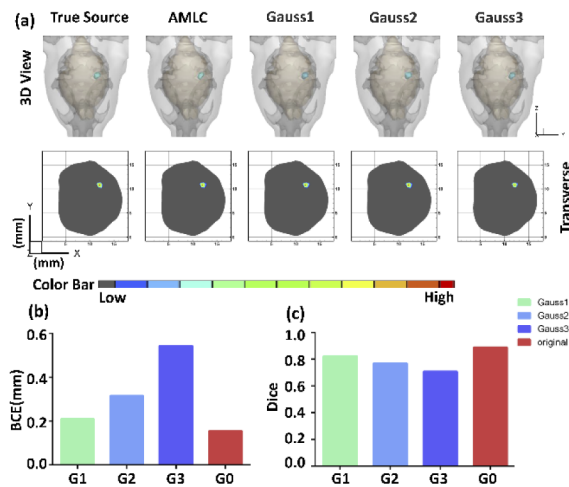 (a) True Source AMLC Gauss1 Gauss2 Gauss3
3D View
Z
X Y
Transverse
Y
(mm)
Z X
(mm)
Color Bar
Low High
(b) (c)
Gauss1
Gauss2
Gauss3
original
BCE(mm)
0.6
0.4
0.2
0.0
G1 G2 G3 G0
Dice
1.0
0.8
0.6
0.4
0.2
0.0
G1 G2 G3 G0